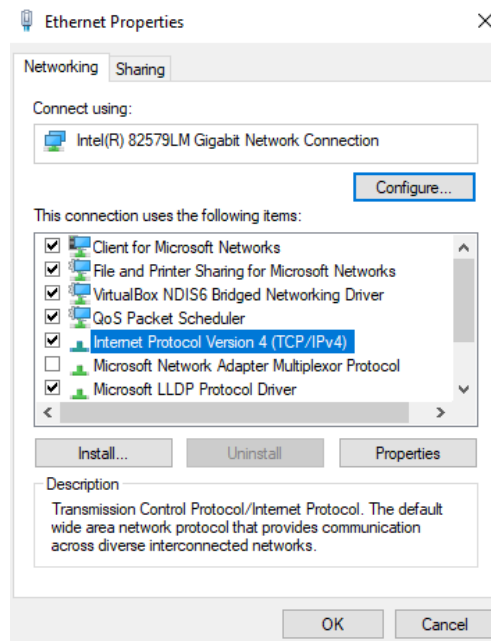 Ethernet Properties
Networking
Sharing
Connect using:
Intel(R) 82579LM Gigabit Network Connection
Configure...
This connection uses the following items:
Client for Microsoft Networks
File and Printer Sharing for Microsoft Networks
VirtualBox NDIS6 Bridged Networking Driver
QoS Packet Scheduler
Internet Protocol Version 4 (TCP/IPv4)
Microsoft Network Adapter Multiplexor Protocol
Microsoft LLDP Protocol Driver
Install...
Uninstall
Properties
Description
Transmission Control Protocol/Internet Protocol. The default
wide area network protocol that provides communication
across diverse interconnected networks.
OK
Cancel